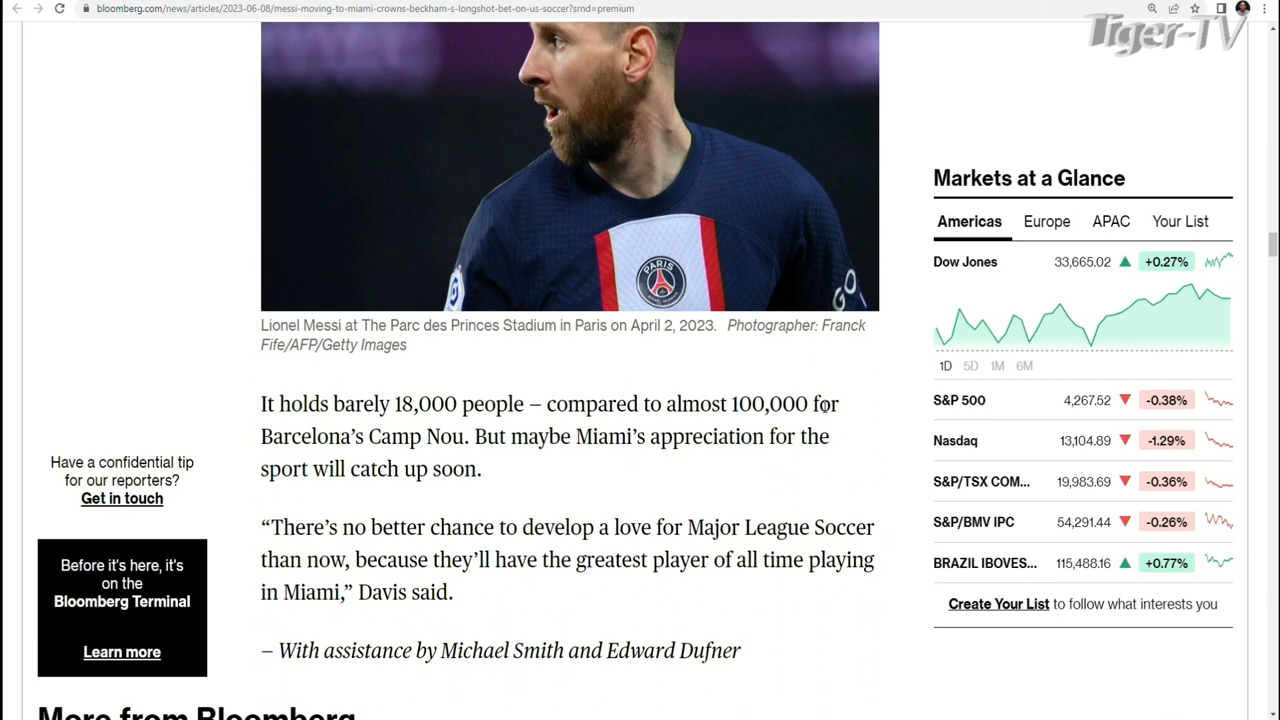 bloomberg.com/news/articles/2023-06-08/messi-moving-to-miami-crowns-beckham-s-longshot-bet-on-us-soccer?srnd=premium
Tiger-TV
PARIS
GO
Lionel Messi at The Parc des Princes Stadium in Paris on April 2, 2023. Photographer: Franck
Fife/AFP/Getty Images
It holds barely 18,000 people – compared to almost 100,000 for
Barcelona’s Camp Nou. But maybe Miami’s appreciation for the
sport will catch up soon.
“There’s no better chance to develop a love for Major League Soccer
than now, because they’ll have the greatest player of all time playing
in Miami,” Davis said.
– With assistance by Michael Smith and Edward Dufner
Have a confidential tip
for our reporters?
Get in touch
Before it's here, it's
on the
Bloomberg Terminal
Learn more
More from Bloomberg
Markets at a Glance
Americas Europe APAC Your List
Dow Jones 33,665.02 +0.27%
1D 5D 1M 6M
S&P 500 4,267.52 -0.38%
Nasdaq 13,104.89 -1.29%
S&P/TSX COM... 19,983.69 -0.36%
S&P/BMV IPC 54,291.44 -0.26%
BRAZIL IBOVES... 115,488.16 +0.77%
Create Your List to follow what interests you